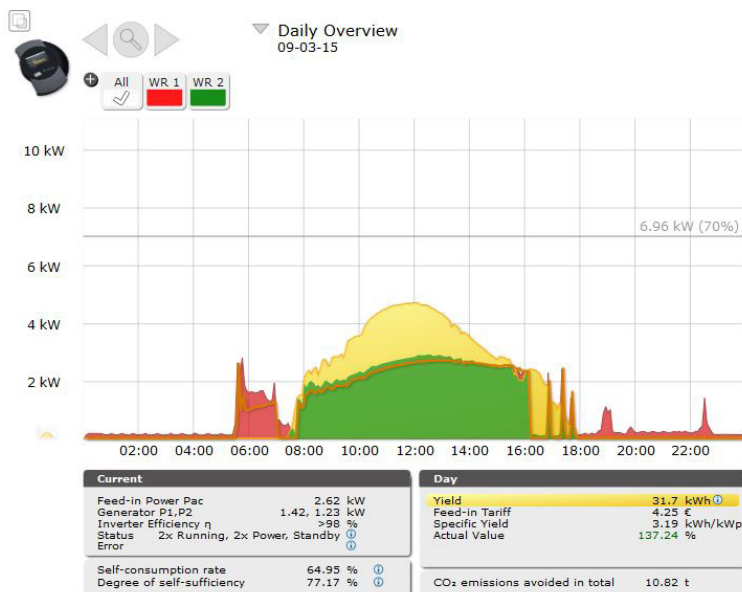 Daily Overview
09-03-15
All WR 1 WR 2
10 kW
8 kW
6.96 kW (70%)
6 kW
4 kW
2 kW
02:00 04:00 06:00 08:00 10:00 12:00 14:00 16:00 18:00 20:00 22:00
Current
Feed-in Power Pac 2.62 kW
Generator P1,P2 1.42, 1.23 kW
Inverter Efficiency η >98 %
Status 2x Running, 2x Power, Standby
Error
Self-consumption rate 64.95 %
Degree of self-sufficiency 77.17 %
Day
Yield 31.7 kWh
Feed-in Tariff 4.25 €
Specific Yield 3.19 kWh/kWp
Actual Value 137.24 %
CO₂ emissions avoided in total 10.82 t